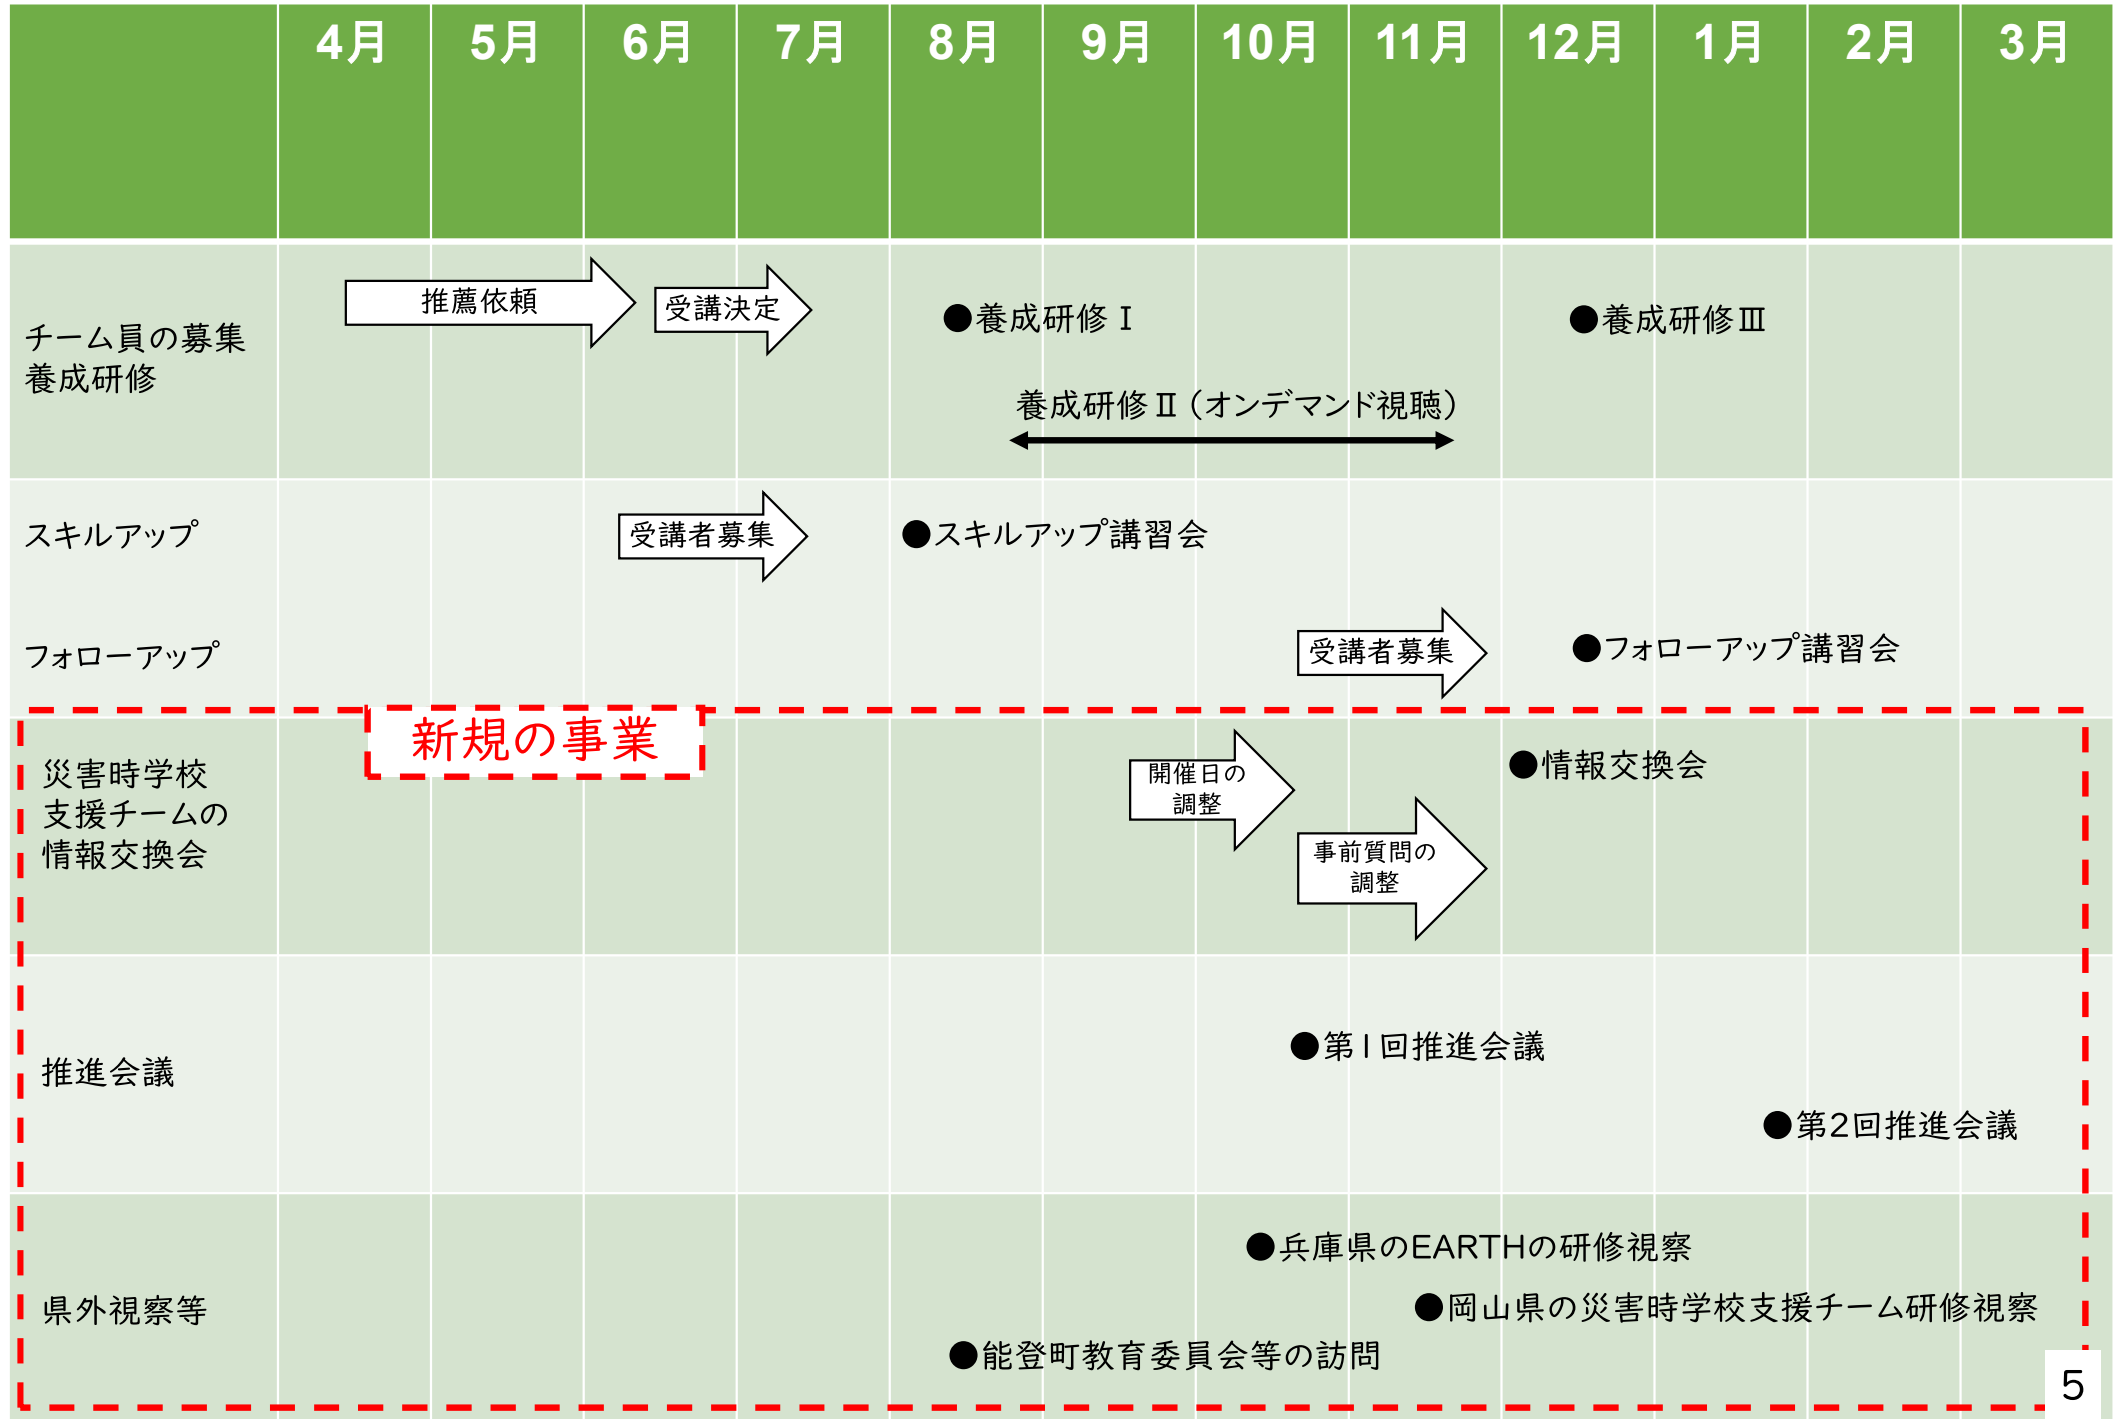 4月 5月 6月 7月 8月 9月 10月 11月 12月 1月 2月 3月
チーム員の募集
養成研修
推薦依頼
受講決定
●養成研修Ⅰ
●養成研修Ⅲ
養成研修Ⅱ(オンデマンド視聴)
スキルアップ
受講者募集
●スキルアップ講習会
フォローアップ
受講者募集
●フォローアップ講習会
新規の事業
災害時学校
支援チームの
情報交換会
開催日の
調整
●情報交換会
事前質問の
調整
推進会議
●第1回推進会議
●第2回推進会議
県外視察等
●兵庫県のEARTHの研修視察
●岡山県の災害時学校支援チーム研修視察
●能登町教育委員会等の訪問
5